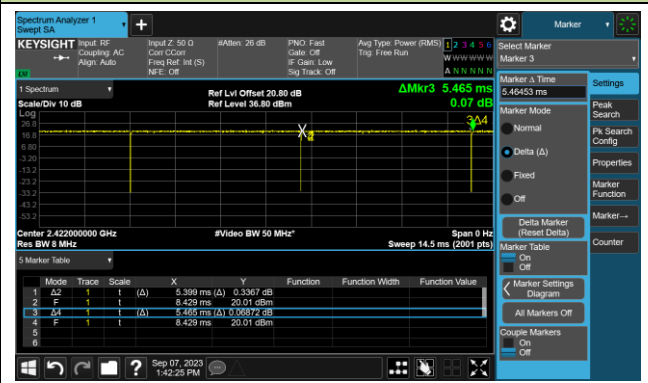 Spectrum Analyzer 1
Swept SA
+
Marker
KEYSIGHT
Input: RF
Coupling: AC
Align: Auto
Input Z: 50 Ω
Corr CCorr
Freq Ref: Int (S)
NFE: Off
#Atten: 26 dB
PNO: Fast
Gate: Off
IF Gain: Low
Sig Track: Off
Avg Type: Power (RMS)
Trig: Free Run
1 2 3 4 5 6
W W W W W W
A N N N N N
Select Marker
Marker 3
1 Spectrum
Scale/Div 10 dB
Ref Lvl Offset 20.80 dB
Ref Level 36.80 dBm
ΔMkr3 5.465 ms
0.07 dB
Log
26.8
16.8
6.80
-3.20
-13.2
-23.2
-33.2
-43.2
-53.2
X
3Δ4
Center 2.422000000 GHz
#Video BW 50 MHz*
Span 0 Hz
Res BW 8 MHz
Sweep 14.5 ms (2001 pts)
Marker Δ Time
5.46453 ms
Marker Mode
Normal
Delta (Δ)
Fixed
Off
Delta Marker
(Reset Delta)
Marker Table
On
Off
Marker Settings
Diagram
All Markers Off
Couple Markers
On
Off
Settings
Peak
Search
Pk Search
Config
Properties
Marker
Function
Marker→
Counter
5 Marker Table
Mode Trace Scale X Y Function Function Width Function Value
1 Δ2 1 t (Δ) 5.399 ms (Δ) 0.3367 dB
2 F 1 t 8.429 ms 20.01 dBm
3 Δ4 1 t (Δ) 5.465 ms (Δ) 0.06872 dB
4 F 1 t 8.429 ms 20.01 dBm
5
6
?
Sep 07, 2023
1:42:25 PM